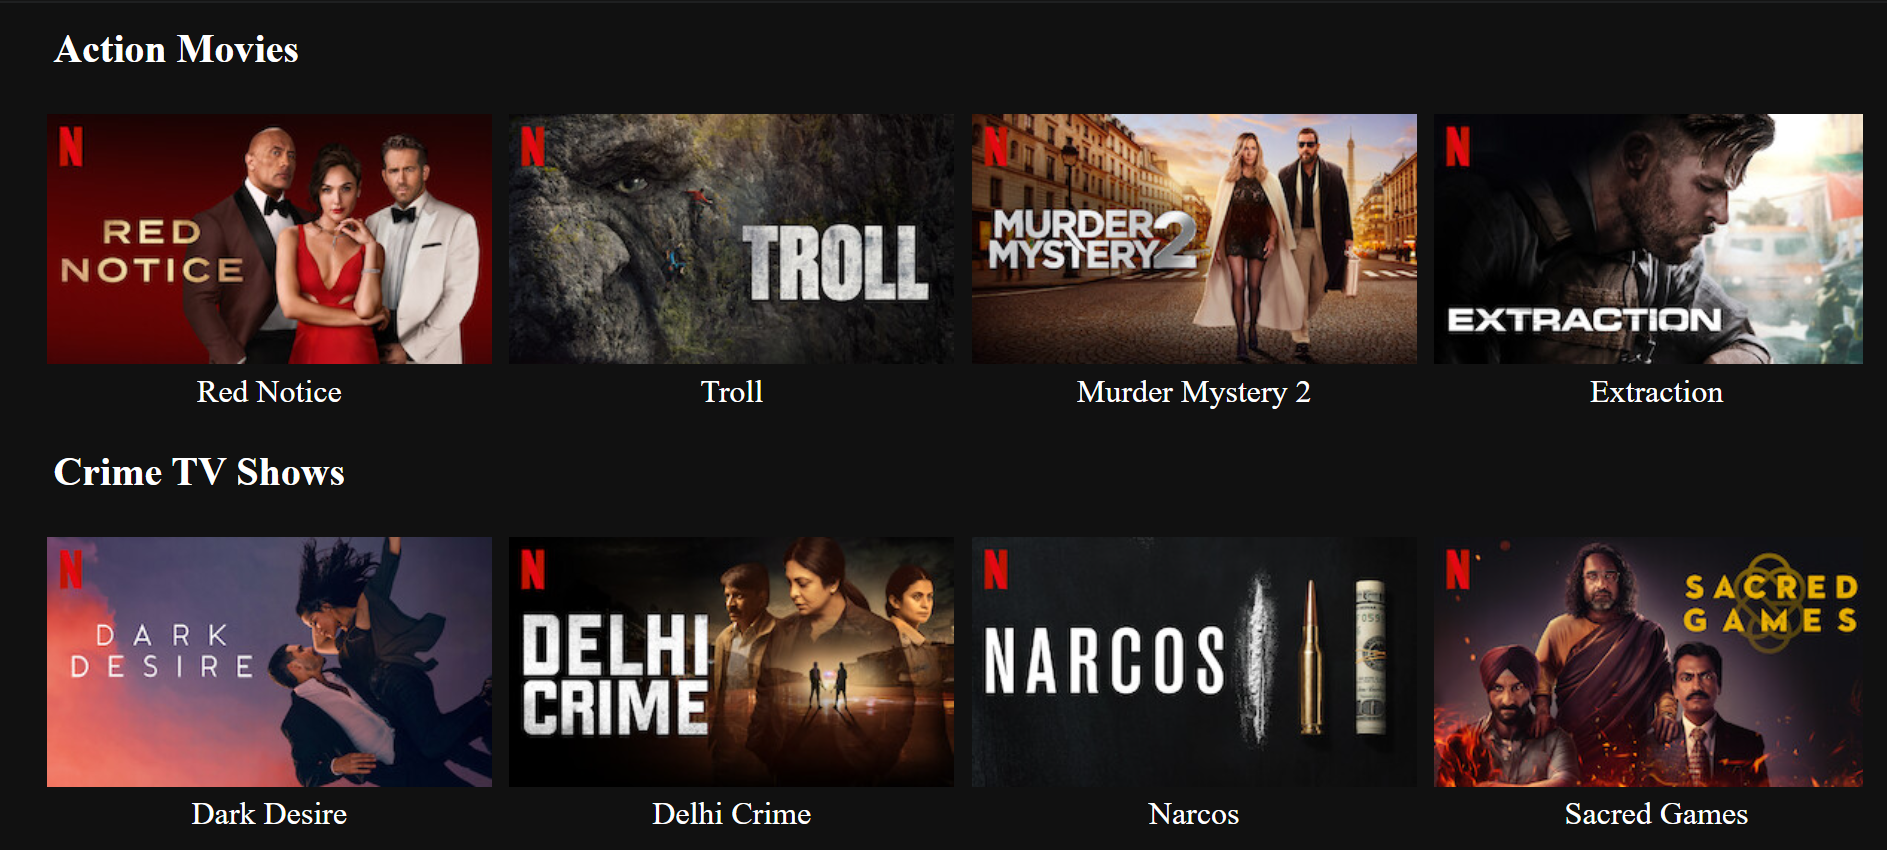 Action Movies
N
RED
NOTICE
N
TROLL
N
MURDER
MYSTERY 2
N
EXTRACTION
Red Notice
Troll
Murder Mystery 2
Extraction
Crime TV Shows
N
DARK
DESIRE
N
DELHI
CRIME
N
NARCOS
N
SACRED
GAMES
Dark Desire
Delhi Crime
Narcos
Sacred Games